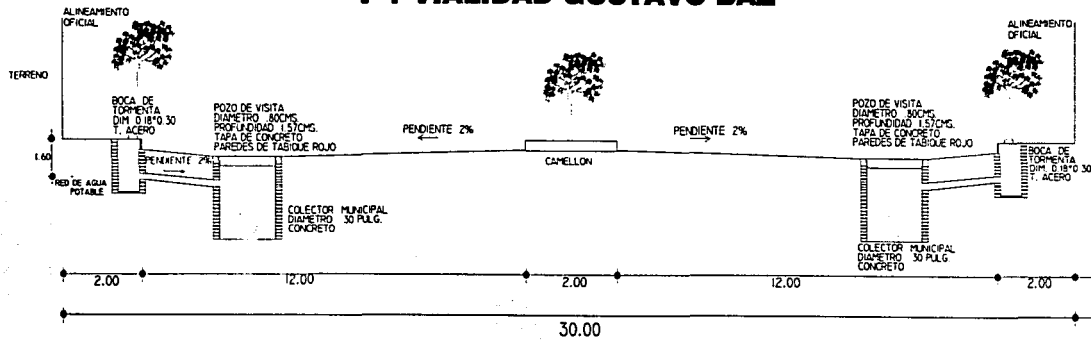 VIALIDAD GUSTAVO BAZ
ALINEAMIENTO
OFICIAL
ALINEAMIENTO
OFICIAL
TERRENO
BOCA DE
TORMENTA
DIM 0.18*0.30
T. ACERO
POZO DE VISITA
DIAMETRO .80CMS.
PROFUNDIDAD 1.57CMS.
TAPA DE CONCRETO
PAREDES DE TABIQUE ROJO
PENDIENTE 2%
PENDIENTE 2%
POZO DE VISITA
DIAMETRO .80CMS.
PROFUNDIDAD 1.57CMS.
TAPA DE CONCRETO
PAREDES DE TABIQUE ROJO
CAMELLON
BOCA DE
TORMENTA
DIM. 0.18*0.30
T. ACERO
PENDIENTE 2%
RED DE AGUA
POTABLE
COLECTOR MUNICIPAL
DIAMETRO 30 PULG.
CONCRETO
COLECTOR MUNICIPAL
DIAMETRO 30 PULG
CONCRETO
2.00
12.00
2.00
12.00
2.00
30.00